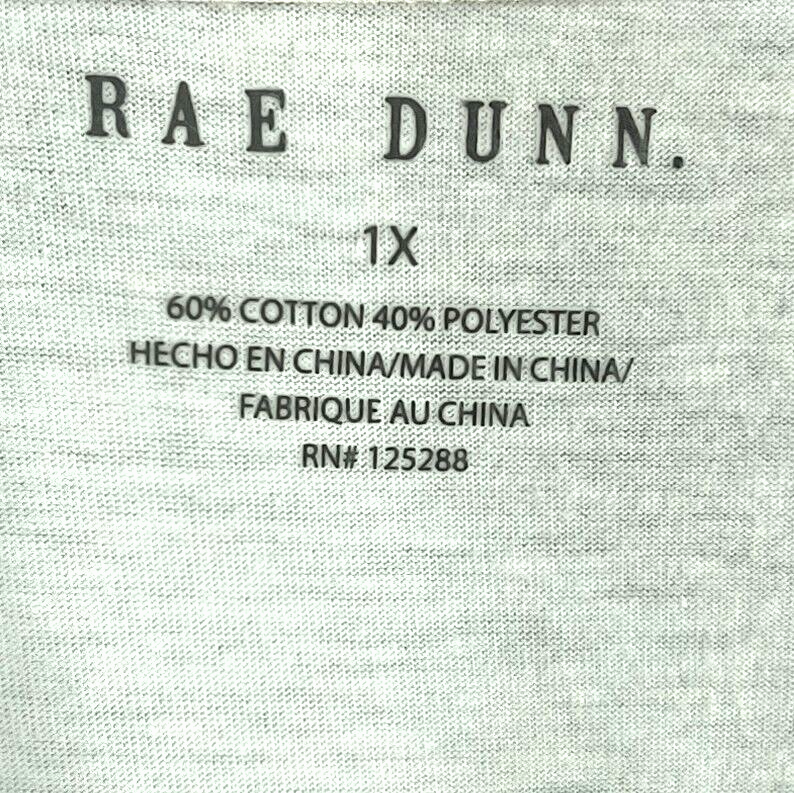 RAE DUNN.
1X
60% COTTON 40% POLYESTER
HECHO EN CHINA/MADE IN CHINA/
FABRIQUE AU CHINA
RN# 125288